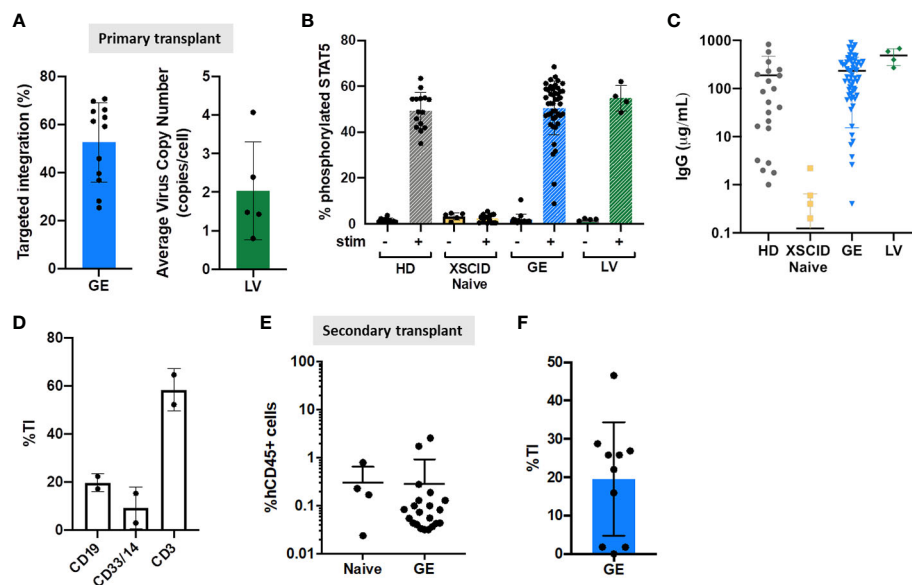 A
Primary transplant
Targeted integration (%)
80
60
40
20
0
GE
Average Virus Copy Number
(copies/cell)
5
4
3
2
1
0
LV
B
% phosphorylated STAT5
80
60
40
20
0
stim - + - + - + - +
HD XSCID GE LV
Naive
C
IgG (µg/mL)
1000
100
10
1
0.1
HD XSCID GE LV
Naive
D
%TI
80
60
40
20
0
CD19 CD33/14 CD3
E
Secondary transplant
%hCD45+ cells
100
10
1
0.1
0.01
Naive GE
F
%TI
50
40
30
20
10
0
GE